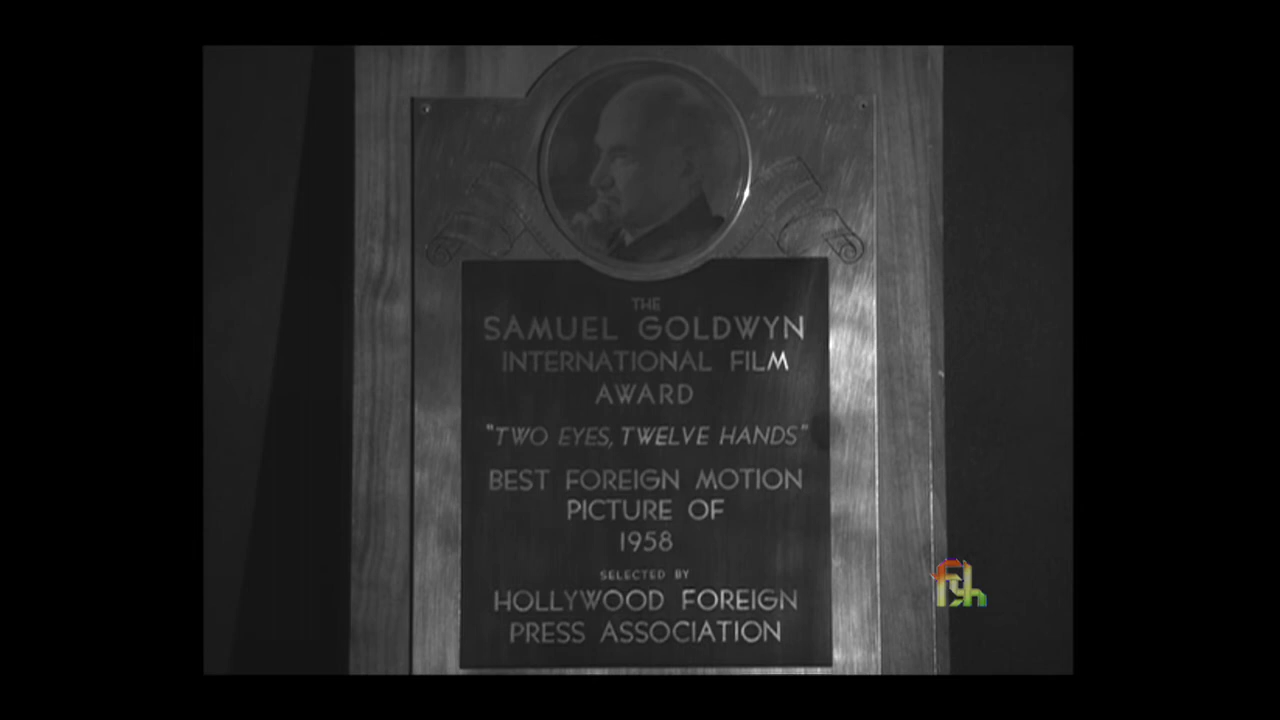 THE
SAMUEL GOLDWYN
INTERNATIONAL FILM
AWARD
"TWO EYES, TWELVE HANDS"
BEST FOREIGN MOTION
PICTURE OF
1958
SELECTED BY
HOLLYWOOD FOREIGN
PRESS ASSOCIATION